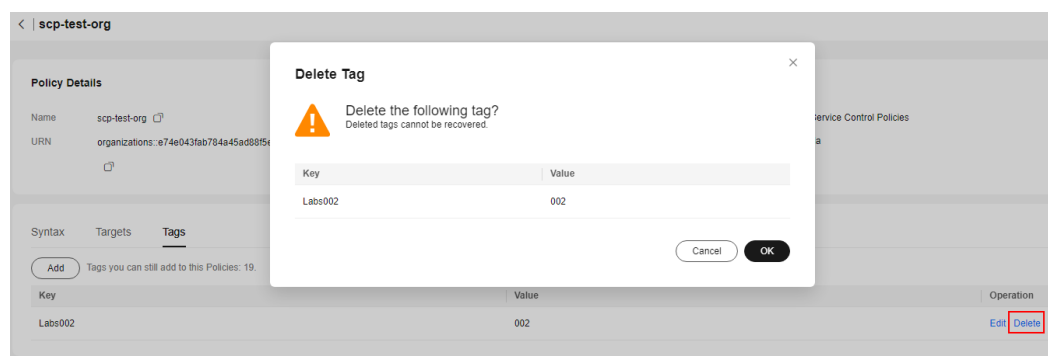 scp-test-org
Delete Tag
Policy Details
Delete the following tag?
Deleted tags cannot be recovered.
Name scp-test-org
Service Control Policies
URN organizations::e74e043fab784a45ad88f5
Key Value
Labs002 002
Syntax Targets Tags
Cancel OK
Add Tags you can still add to this Policies: 19.
Key Value Operation
Labs002 002 Edit Delete